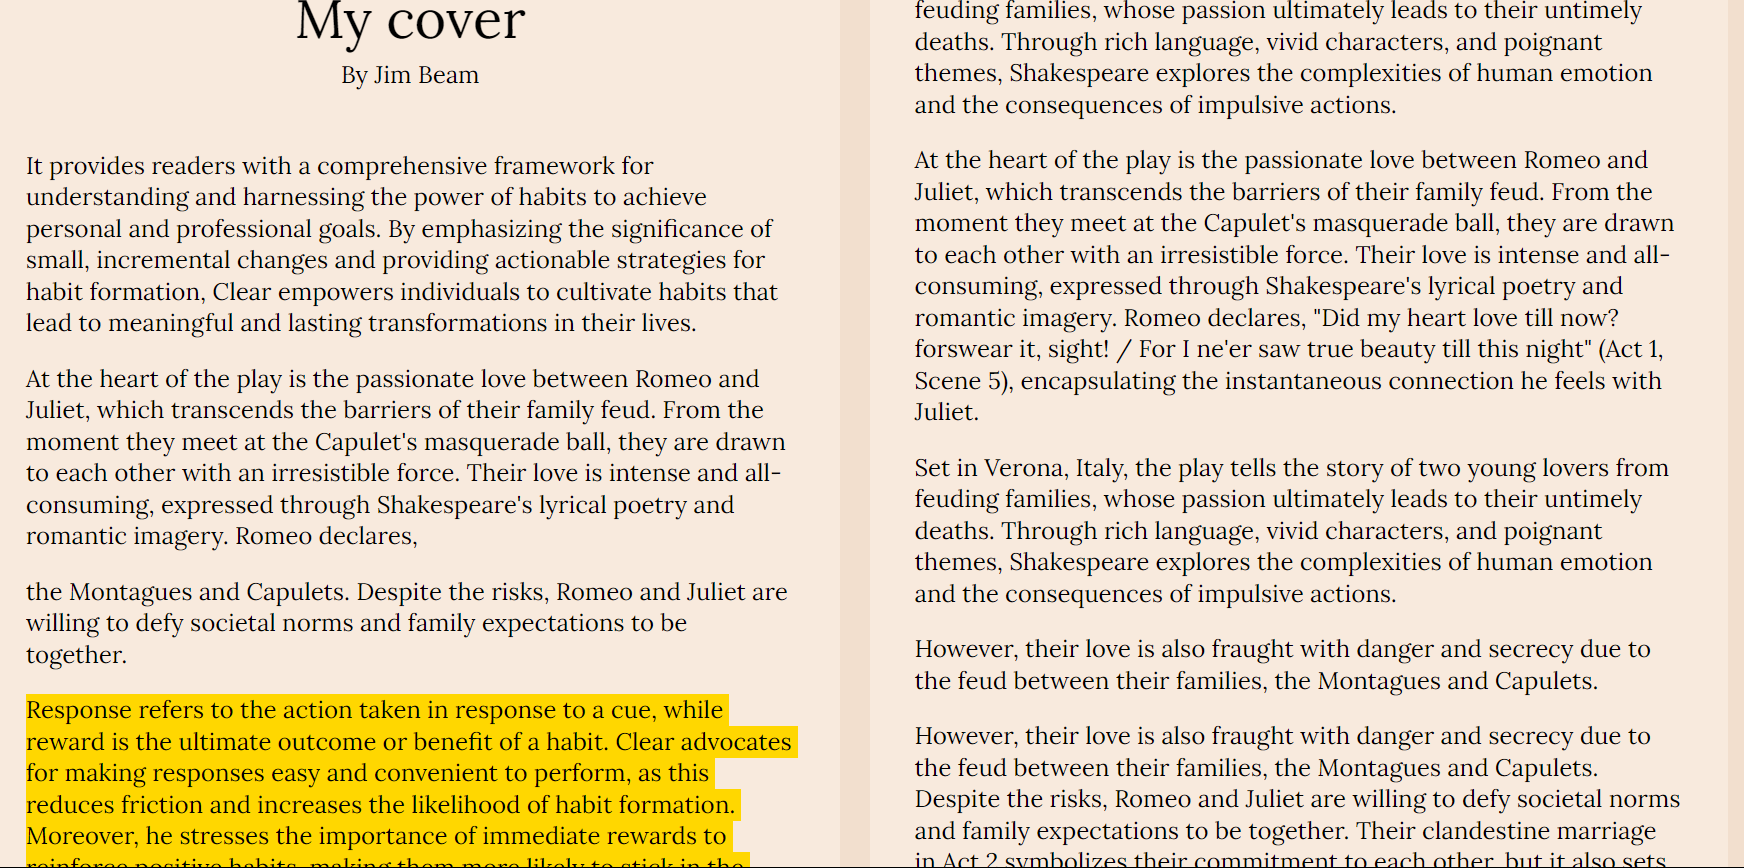 My cover
By Jim Beam
It provides readers with a comprehensive framework for
understanding and harnessing the power of habits to achieve
personal and professional goals. By emphasizing the significance of
small, incremental changes and providing actionable strategies for
habit formation, Clear empowers individuals to cultivate habits that
lead to meaningful and lasting transformations in their lives.
At the heart of the play is the passionate love between Romeo and
Juliet, which transcends the barriers of their family feud. From the
moment they meet at the Capulet's masquerade ball, they are drawn
to each other with an irresistible force. Their love is intense and all-
consuming, expressed through Shakespeare's lyrical poetry and
romantic imagery. Romeo declares,
the Montagues and Capulets. Despite the risks, Romeo and Juliet are
willing to defy societal norms and family expectations to be
together.
Response refers to the action taken in response to a cue, while
reward is the ultimate outcome or benefit of a habit. Clear advocates
for making responses easy and convenient to perform, as this
reduces friction and increases the likelihood of habit formation.
Moreover, he stresses the importance of immediate rewards to
reinforce positive habits, making them more likely to stick in the
feuding families, whose passion ultimately leads to their untimely
deaths. Through rich language, vivid characters, and poignant
themes, Shakespeare explores the complexities of human emotion
and the consequences of impulsive actions.
At the heart of the play is the passionate love between Romeo and
Juliet, which transcends the barriers of their family feud. From the
moment they meet at the Capulet's masquerade ball, they are drawn
to each other with an irresistible force. Their love is intense and all-
consuming, expressed through Shakespeare's lyrical poetry and
romantic imagery. Romeo declares, "Did my heart love till now?
forswear it, sight! / For I ne'er saw true beauty till this night" (Act 1,
Scene 5), encapsulating the instantaneous connection he feels with
Juliet.
Set in Verona, Italy, the play tells the story of two young lovers from
feuding families, whose passion ultimately leads to their untimely
deaths. Through rich language, vivid characters, and poignant
themes, Shakespeare explores the complexities of human emotion
and the consequences of impulsive actions.
However, their love is also fraught with danger and secrecy due to
the feud between their families, the Montagues and Capulets.
However, their love is also fraught with danger and secrecy due to
the feud between their families, the Montagues and Capulets.
Despite the risks, Romeo and Juliet are willing to defy societal norms
and family expectations to be together. Their clandestine marriage
in Act 2 symbolizes their commitment to each other, but it also sets